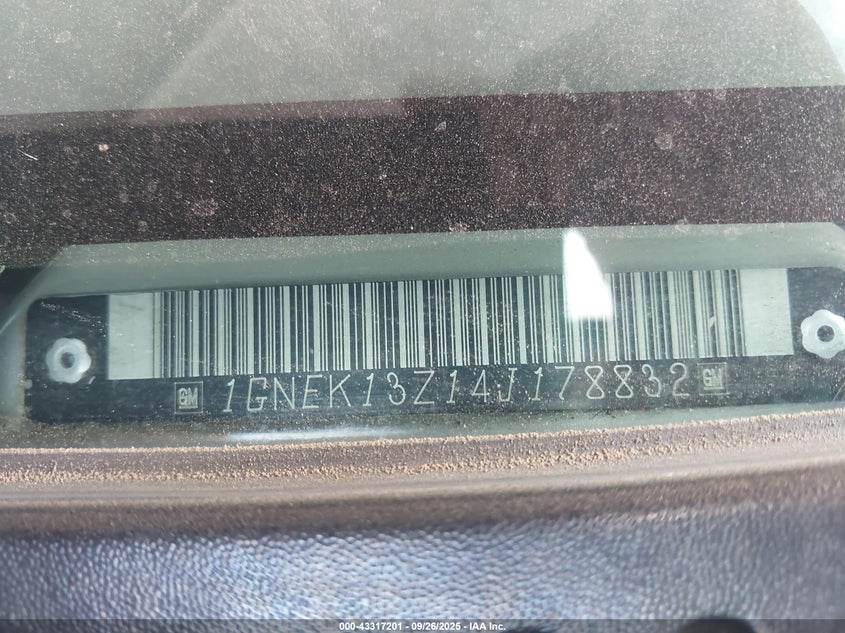 GM 1GNEK13Z14J178832 GM
000-43317201 - 09/26/2025 - IAA Inc.